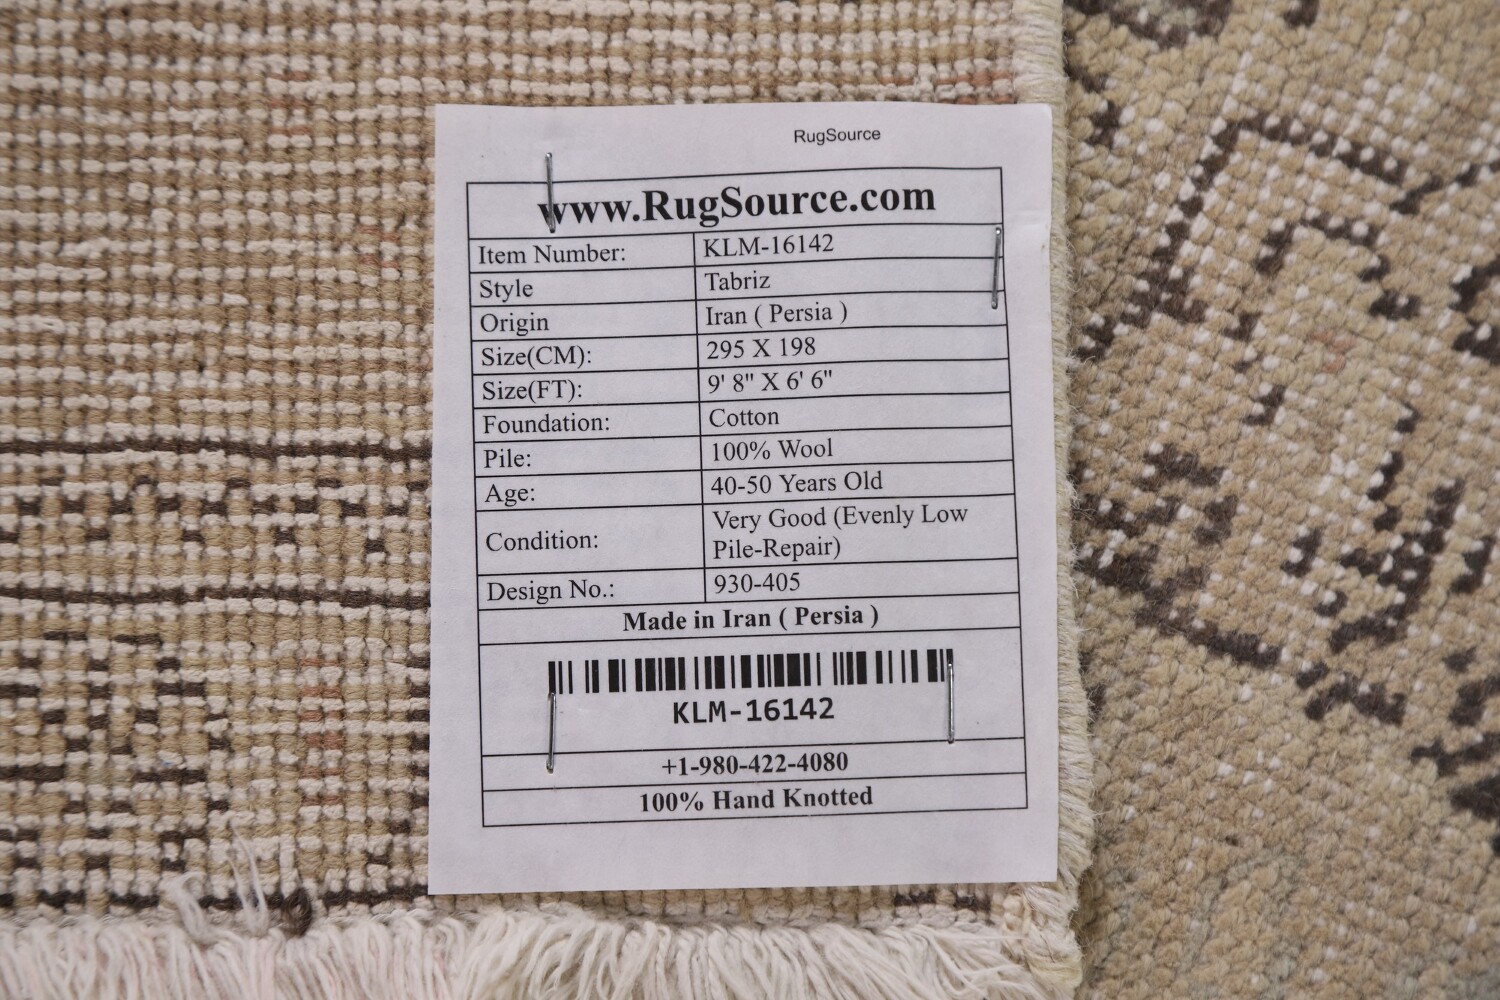 RugSource
www.RugSource.com
Item Number: KLM-16142
Style Tabriz
Origin Iran ( Persia )
Size(CM): 295 X 198
Size(FT): 9' 8" X 6' 6"
Foundation: Cotton
Pile: 100% Wool
Age: 40-50 Years Old
Condition: Very Good (Evenly Low
Pile-Repair)
Design No.: 930-405
Made in Iran ( Persia )
KLM-16142
+1-980-422-4080
100% Hand Knotted